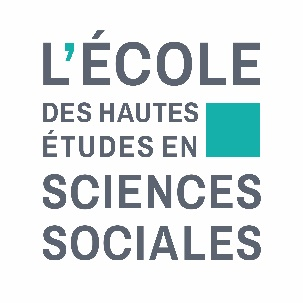 L'ÉCOLE
DES HAUTES
ÉTUDES EN
SCIENCES
SOCIALES